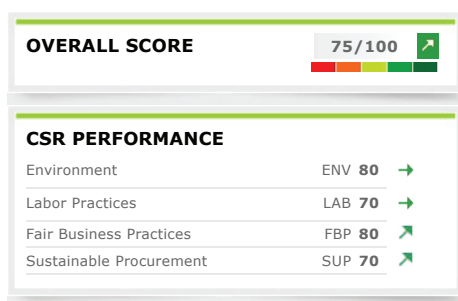 OVERALL SCORE 75/100
CSR PERFORMANCE
Environment ENV 80
Labor Practices LAB 70
Fair Business Practices FBP 80
Sustainable Procurement SUP 70